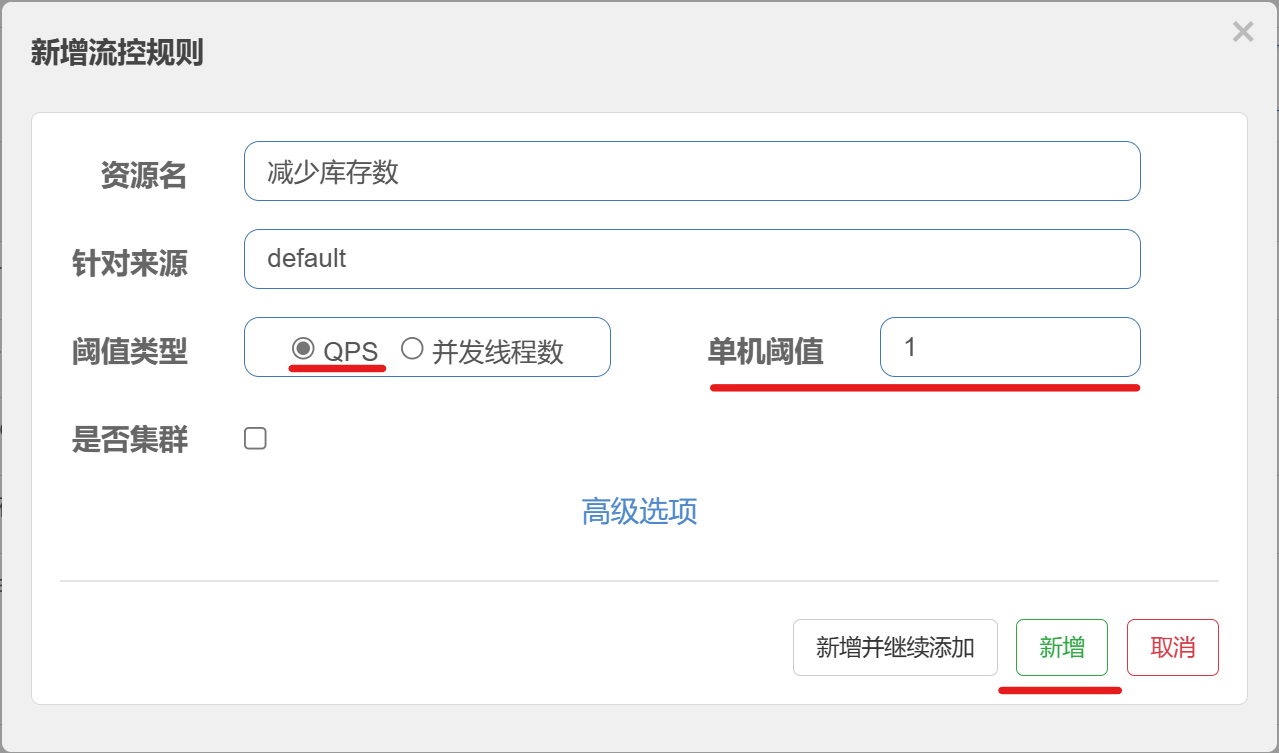 新增流控规则
×
资源名 减少库存数
针对来源 default
阈值类型 QPS 并发线程数 单机阈值 1
是否集群
高级选项
新增并继续添加 新增 取消